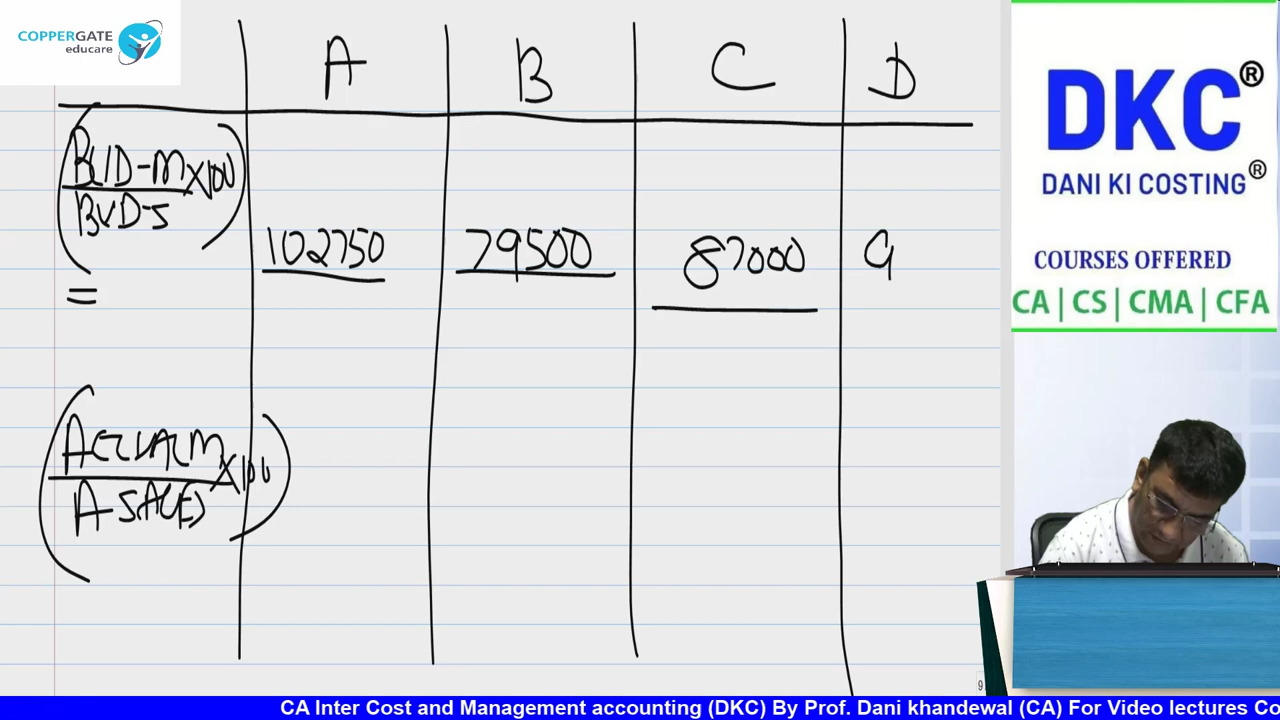 COPPERGATE
educare
A B C D
(BUD-M/BUD-S ×100)
=
102750 79500 87000 9
(ACTUAL M/A SALES ×100)
DKC®
DANI KI COSTING®
COURSES OFFERED
CA | CS | CMA | CFA
9
CA Inter Cost and Management accounting (DKC) By Prof. Dani khandewal (CA) For Video lectures Co